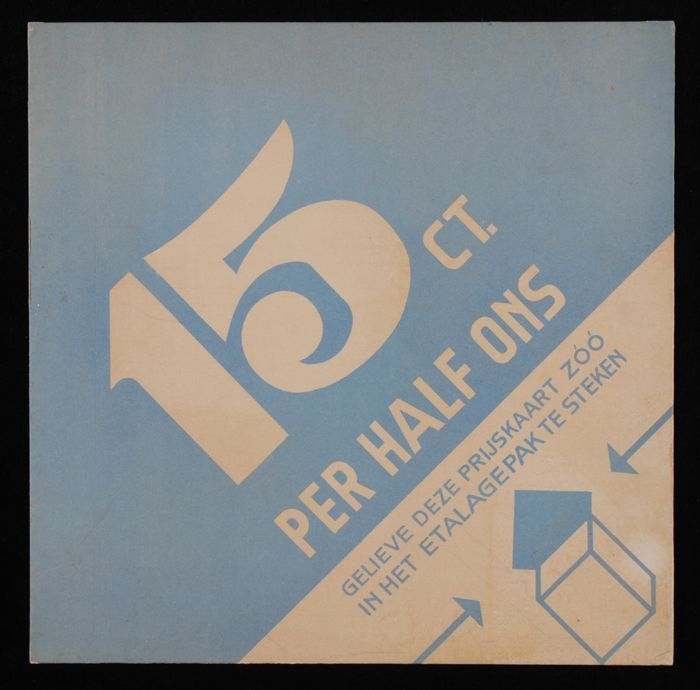 15 CT.
PER HALF ONS
GELIEVE DEZE PRIJSKAART ZÓÓ
IN HET ETALAGEPAK TE STEKEN